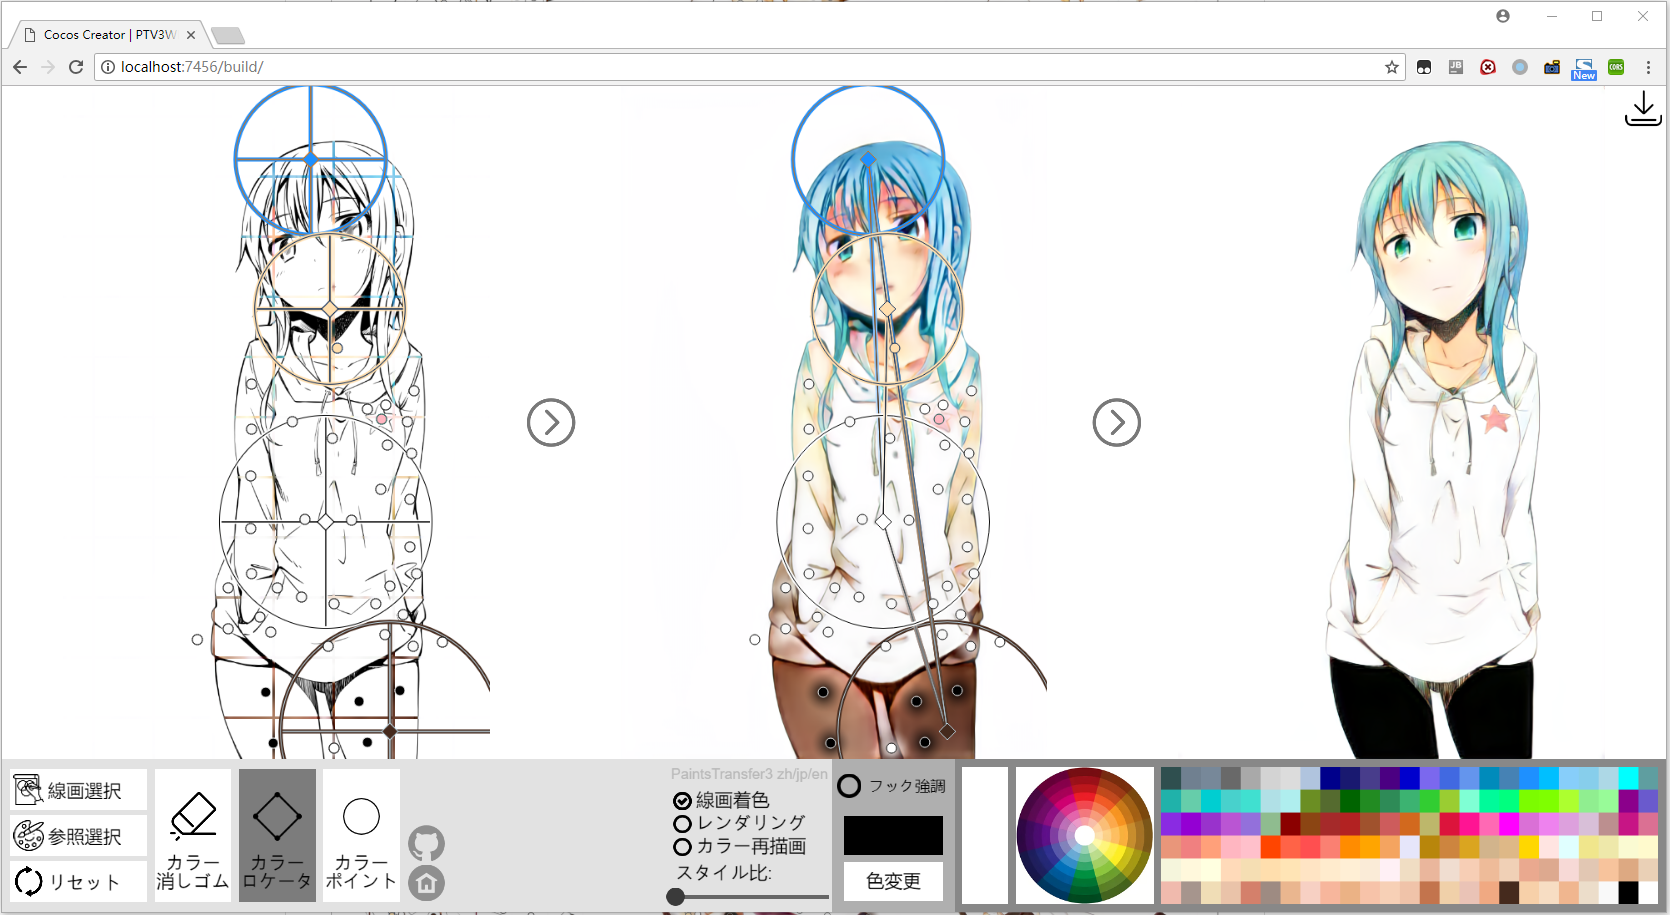 Cocos Creator | PTV3W
localhost:7456/build/
JB
New
CORS
線画選択
参照選択
リセット
カラー
消しゴム
カラー
ロケータ
カラー
ポイント
PaintsTransfer3 zh/jp/en
線画着色
レンダリング
カラー再描画
スタイル比:
フック強調
色変更